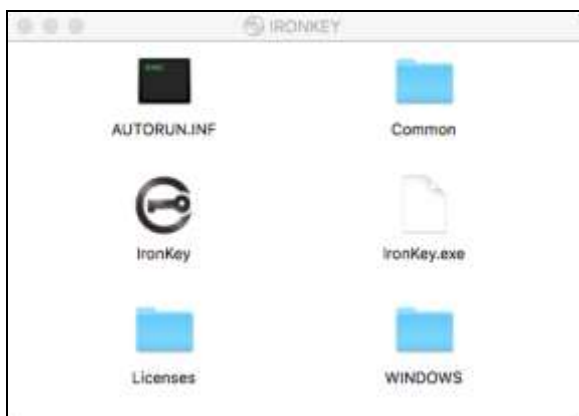 IRONKEY
AUTORUN.INF
Common
IronKey
IronKey.exe
Licenses
WINDOWS